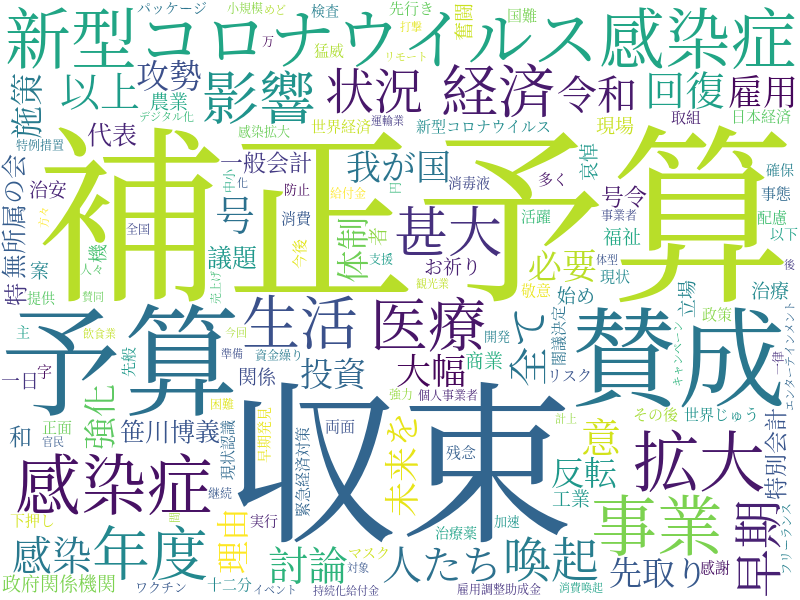 パッケージ
小規模
めど
検査
先行き
打撃
国難
新型コロナウイルス感染症
奮闘
万
猛威
リモート
施策
以上
攻勢
影響
状況
経済
令和
回復
雇用
農業
デジタル化
感染拡大
世界経済
運輸業
新型コロナウイルス
現場
取組
日本経済
特例措置
代表
補正予算
一般会計
我が国
哀悼
確保
無所属の会
治安
中小
化
防止
給付金
円
消毒液
多く
号令
事態
号
消費
活躍
事業者
配慮
有々
全国
体制
甚大
福祉
以下
機
者
議題
今後
支援
お祈り
必要
体型
現状
特
案
人々
売上げ
観光業
敬意
始め
治療
後
提供
賛同
予算
生活
医療
全て
賛成
立場
政策
主
飲食業
先般
今回
準備
資金繰り
大幅
開発
閣議決定
キャンペーン
一律
エンターテインメント
一日
字
関係
投資
商業
リスク
強化
困難
強力
個人事業者
計上
和
正面
官民
笹川博義
現状認識
早期発見
収束
両面
未来を
意
その後
世界じゅう
感染症
緊急経済対策
残念
反転
拡大
特別会計
工業
早期
下押し
継続
理由
実行
治療薬
加速
事業
フリーランス
感染
年度
討論
マスク
対象
人たち
喚起
先取り
感謝
政府関係機関
ワクチン
十二分
イベント
持続化給付金
雇用調整助成金
消費喚起